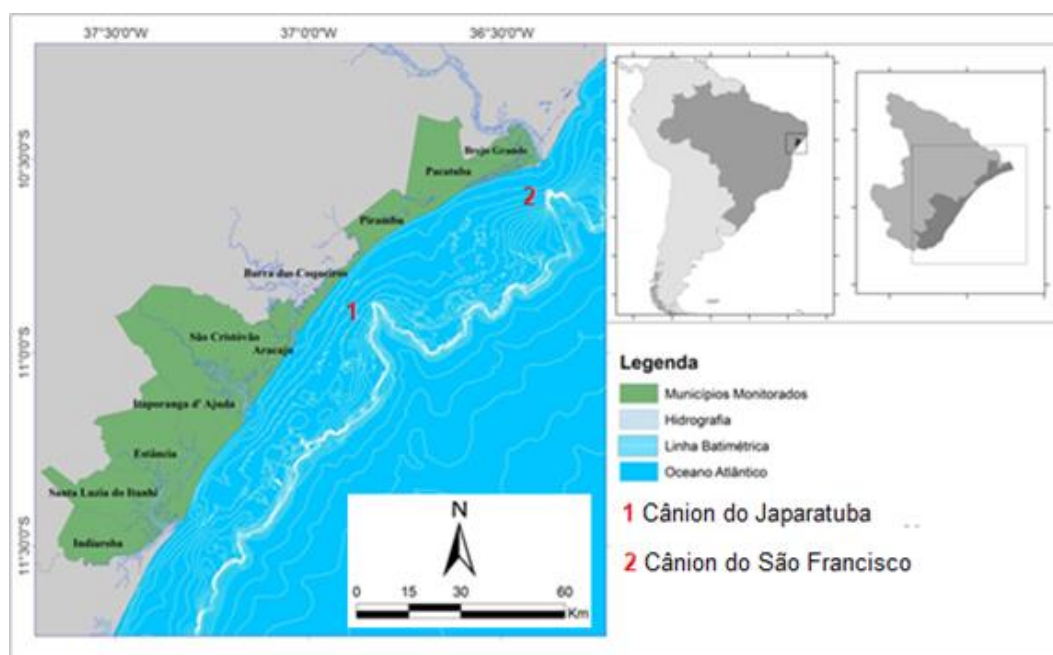 37°30'0"W 37°0'0"W 36°30'0"W
10°30'0"S
11°0'0"S
11°30'0"S
Brejo Grande
Pacatuba
Pirambu
Barra dos Coqueiros
São Cristóvão
Aracaju
Itaporanga d' Ajuda
Estância
Santa Luzia do Itanhi
Indiaroba
2
1
N
0 15 30 60
Km
Legenda
Municípios Monitorados
Hidrografia
Linha Batimétrica
Oceano Atlântico
1 Cânion do Japaratuba
2 Cânion do São Francisco